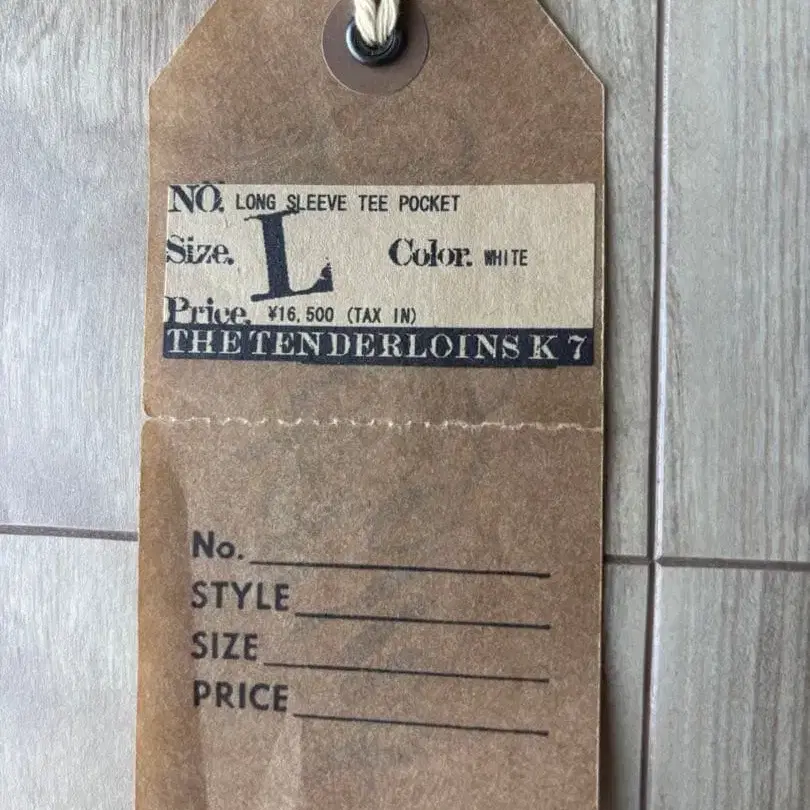 NO. LONG SLEEVE TEE POCKET
Size. L Color. WHITE
Price. ¥16,500 (TAX IN)
THE TENDERLOINS K 7
No.
STYLE
SIZE
PRICE